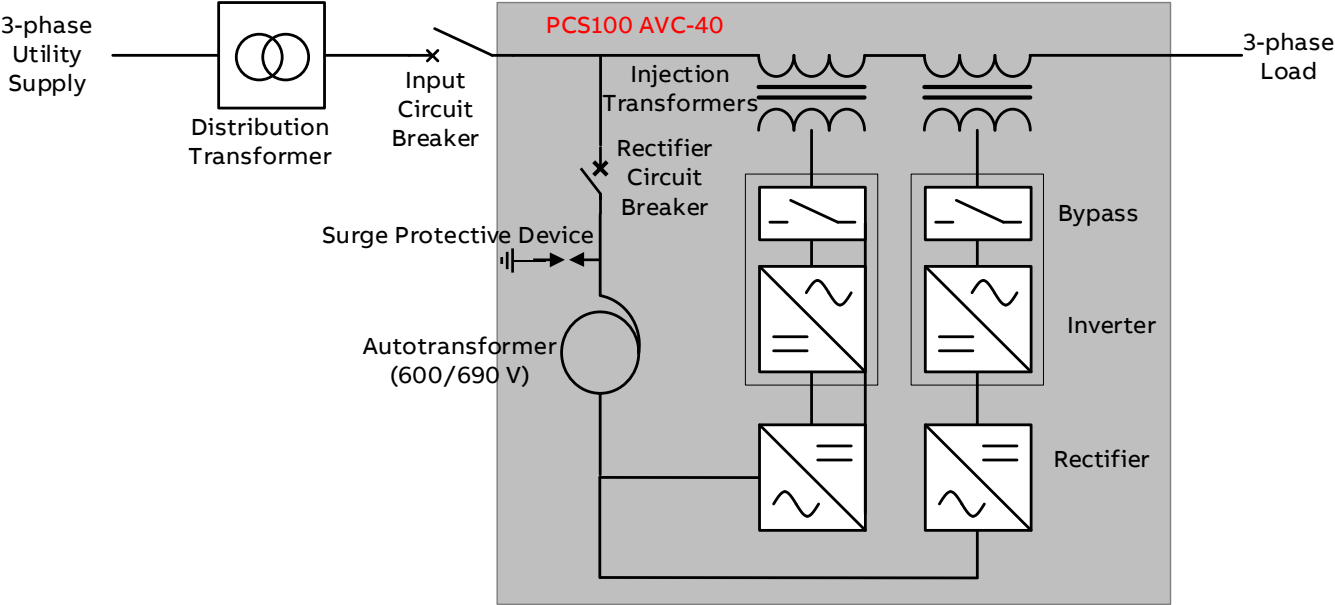 3-phase
Utility
Supply
Distribution
Transformer
Input
Circuit
Breaker
PCS100 AVC-40
Injection
Transformers
3-phase
Load
Rectifier
Circuit
Breaker
Surge Protective Device
Autotransformer
(600/690 V)
Bypass
Inverter
Rectifier